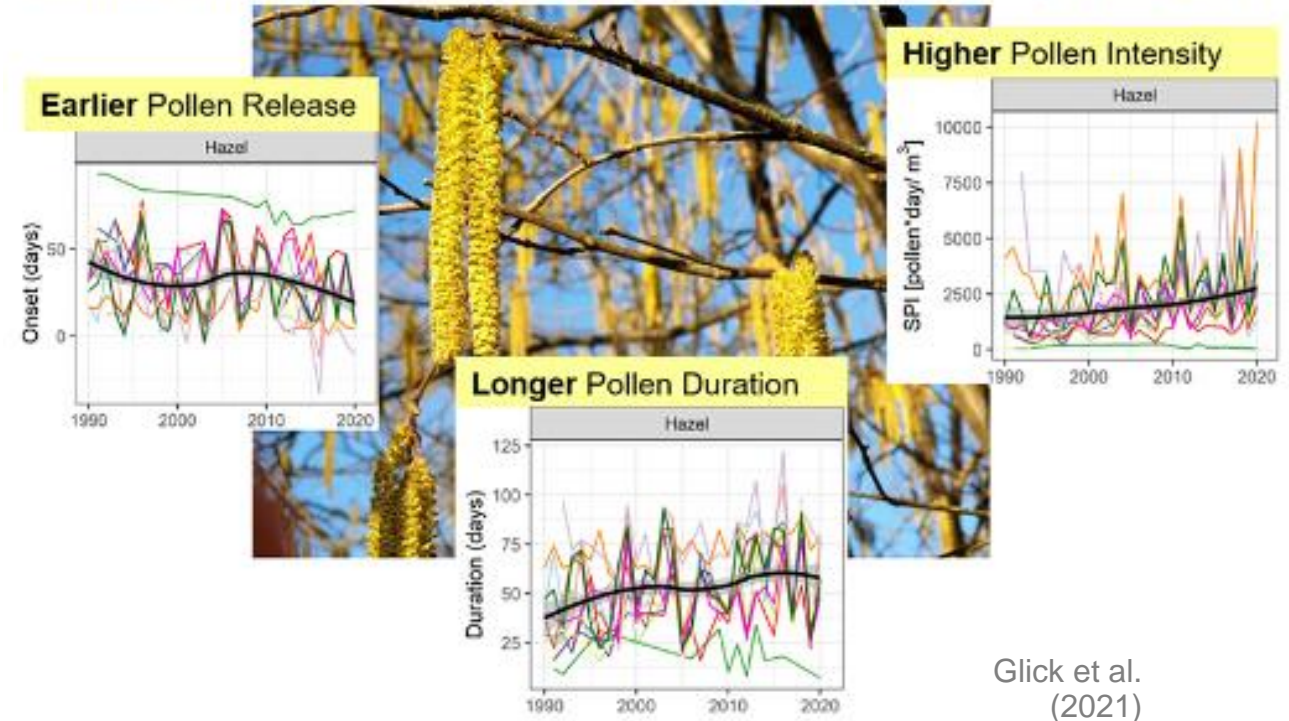 Earlier Pollen Release
Hazel
Onset (days)
50
0
1990 2000 2010 2020
Higher Pollen Intensity
Hazel
SPI [pollen*day/ m³]
10000
7500
5000
2500
0
1990 2000 2010 2020
Longer Pollen Duration
Hazel
Duration (days)
125
100
75
50
25
1990 2000 2010 2020
Glick et al.
(2021)